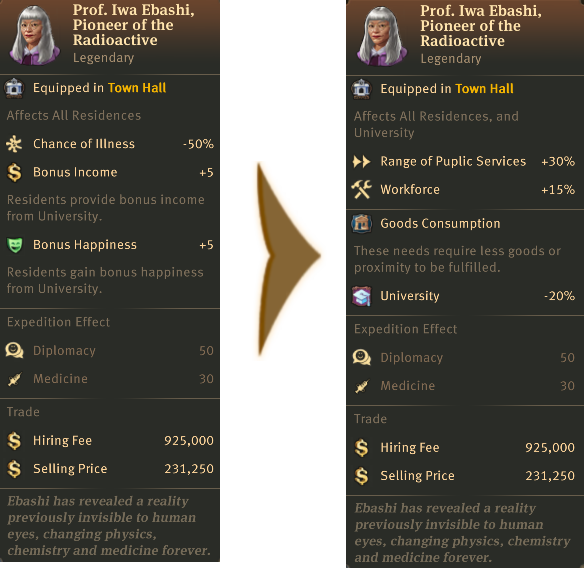 Prof. Iwa Ebashi,
Pioneer of the
Radioactive
Legendary
Equipped in Town Hall
Affects All Residences
Chance of Illness -50%
Bonus Income +5
Residents provide bonus income
from University.
Bonus Happiness +5
Residents gain bonus happiness
from University.
Expedition Effect
Diplomacy 50
Medicine 30
Trade
Hiring Fee 925,000
Selling Price 231,250
Ebashi has revealed a reality
previously invisible to human
eyes, changing physics,
chemistry and medicine forever.
Prof. Iwa Ebashi,
Pioneer of the
Radioactive
Legendary
Equipped in Town Hall
Affects All Residences, and
University
Range of Puplic Services +30%
Workforce +15%
Goods Consumption
These needs require less goods or
proximity to be fulfilled.
University -20%
Expedition Effect
Diplomacy 50
Medicine 30
Trade
Hiring Fee 925,000
Selling Price 231,250
Ebashi has revealed a reality
previously invisible to human
eyes, changing physics, chemistry
and medicine forever.